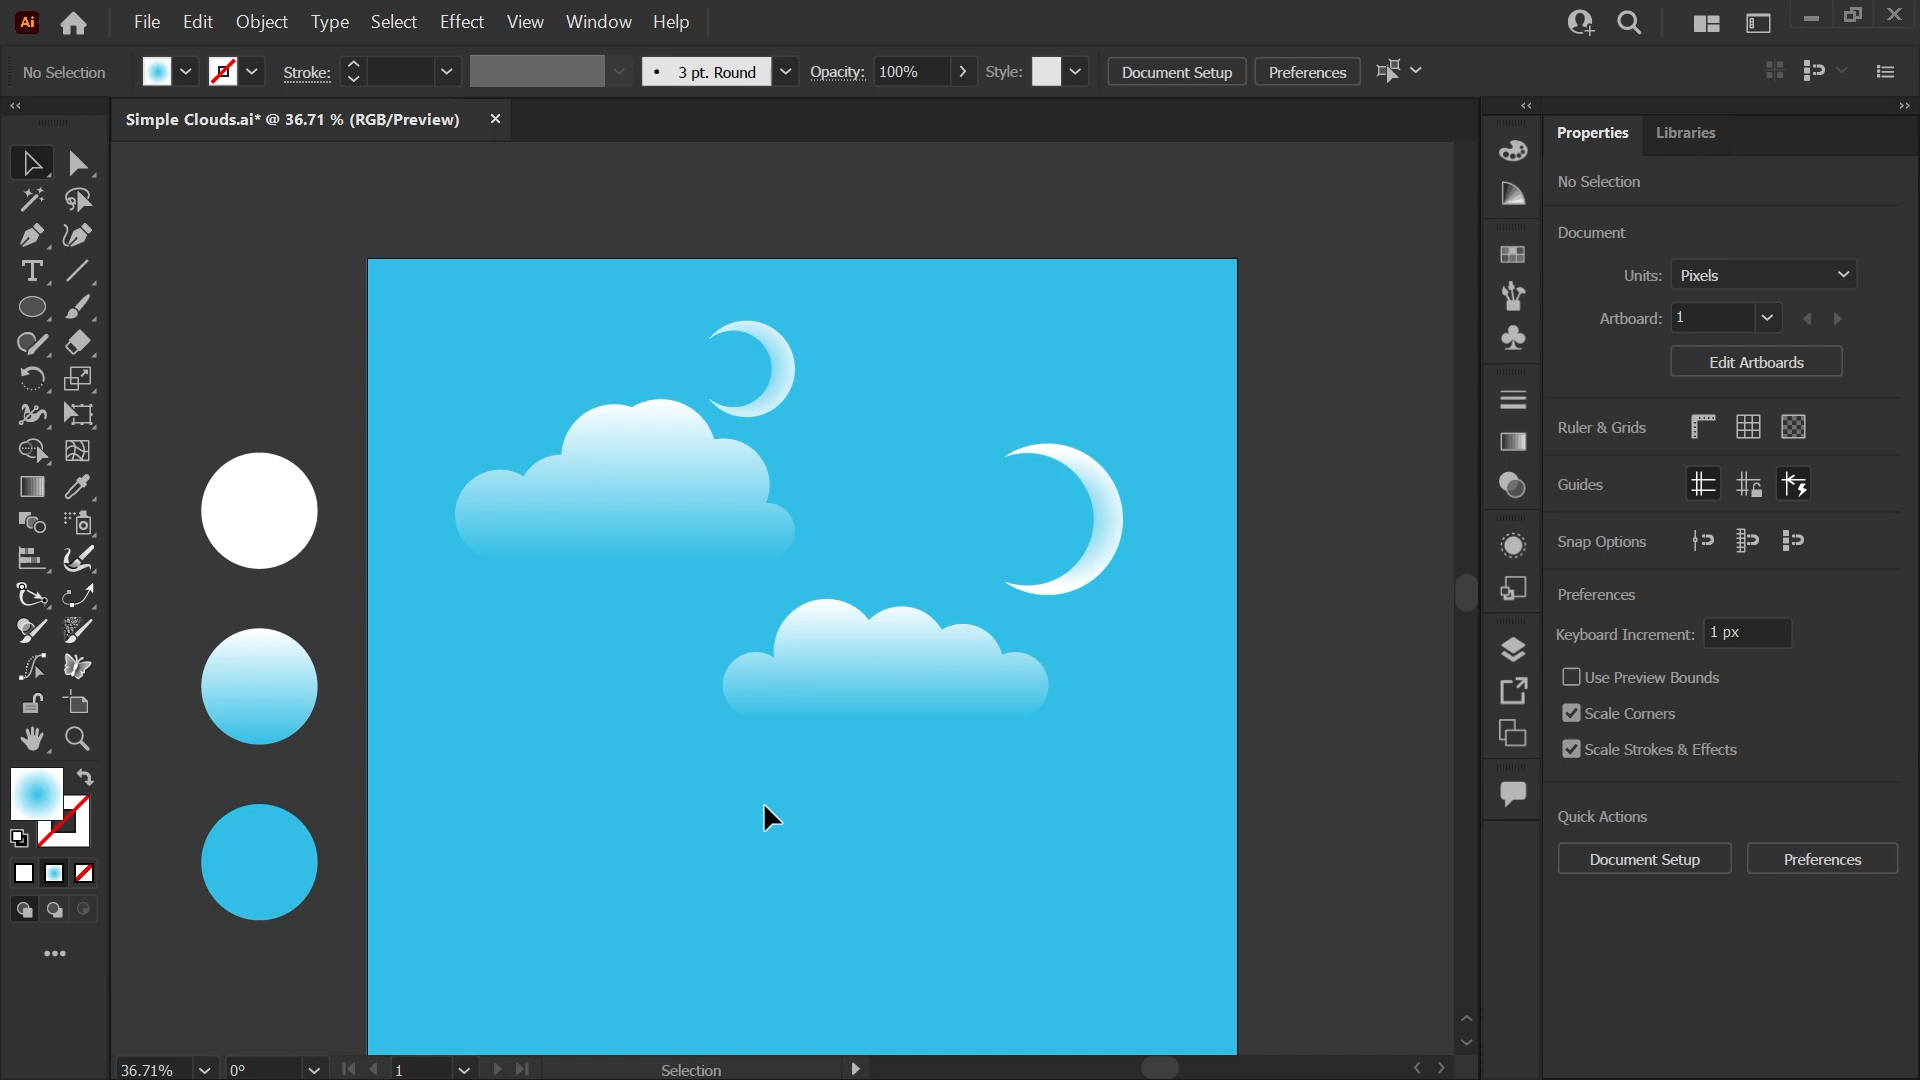 Ai File Edit Object Type Select Effect View Window Help
No Selection Stroke: 3 pt. Round Opacity: 100% Style: Document Setup Preferences
Simple Clouds.ai* @ 36.71 % (RGB/Preview)
Properties Libraries
No Selection
Document
Units: Pixels
Artboard: 1
Edit Artboards
Ruler & Grids
Guides
Snap Options
Preferences
Keyboard Increment: 1 px
Use Preview Bounds
Scale Corners
Scale Strokes & Effects
Quick Actions
Document Setup Preferences
36.71% 0° 1 Selection